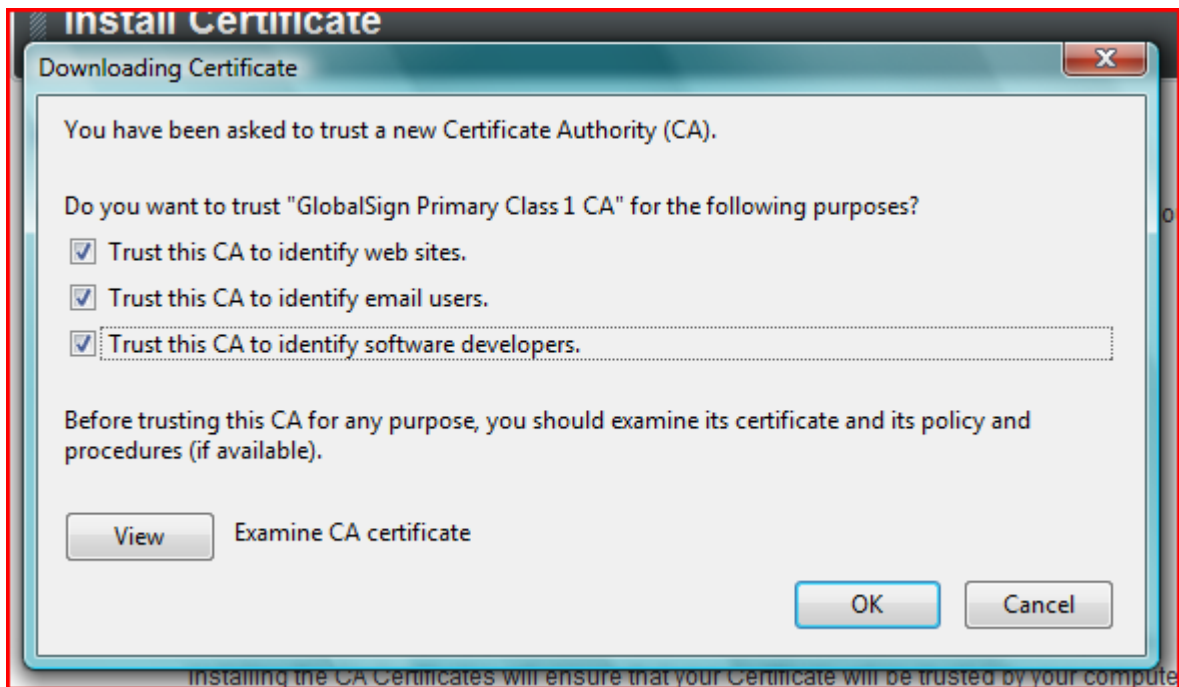 Install Certificate
Downloading Certificate
You have been asked to trust a new Certificate Authority (CA).
Do you want to trust "GlobalSign Primary Class 1 CA" for the following purposes?
Trust this CA to identify web sites.
Trust this CA to identify email users.
Trust this CA to identify software developers.
Before trusting this CA for any purpose, you should examine its certificate and its policy and
procedures (if available).
View Examine CA certificate
OK Cancel
Installing the CA Certificates will ensure that your Certificate will be trusted by your compute